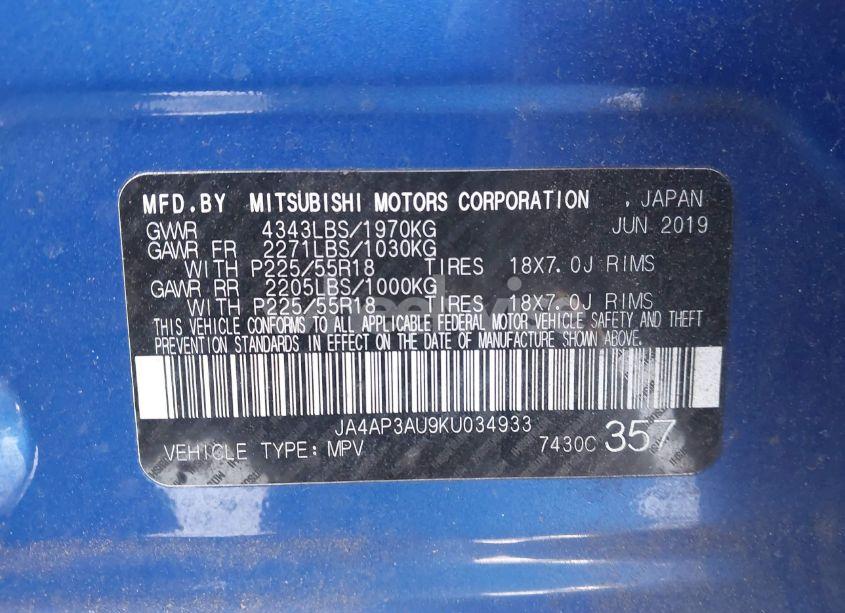 MFD.BY MITSUBISHI MOTORS CORPORATION , JAPAN
GVWR 4343LBS/1970KG JUN 2019
GAWR FR 2271LBS/1030KG
WITH P225/55R18 TIRES 18X7.0J RIMS
GAWR RR 2205LBS/1000KG
WITH P225/55R18 TIRES 18X7.0J RIMS
THIS VEHICLE CONFORMS TO ALL APPLICABLE FEDERAL MOTOR VEHICLE SAFETY AND THEFT
PREVENTION STANDARDS IN EFFECT ON THE DATE OF MANUFACTURE SHOWN ABOVE.
JA4AP3AU9KU034933
VEHICLE TYPE: MPV 7430C 357